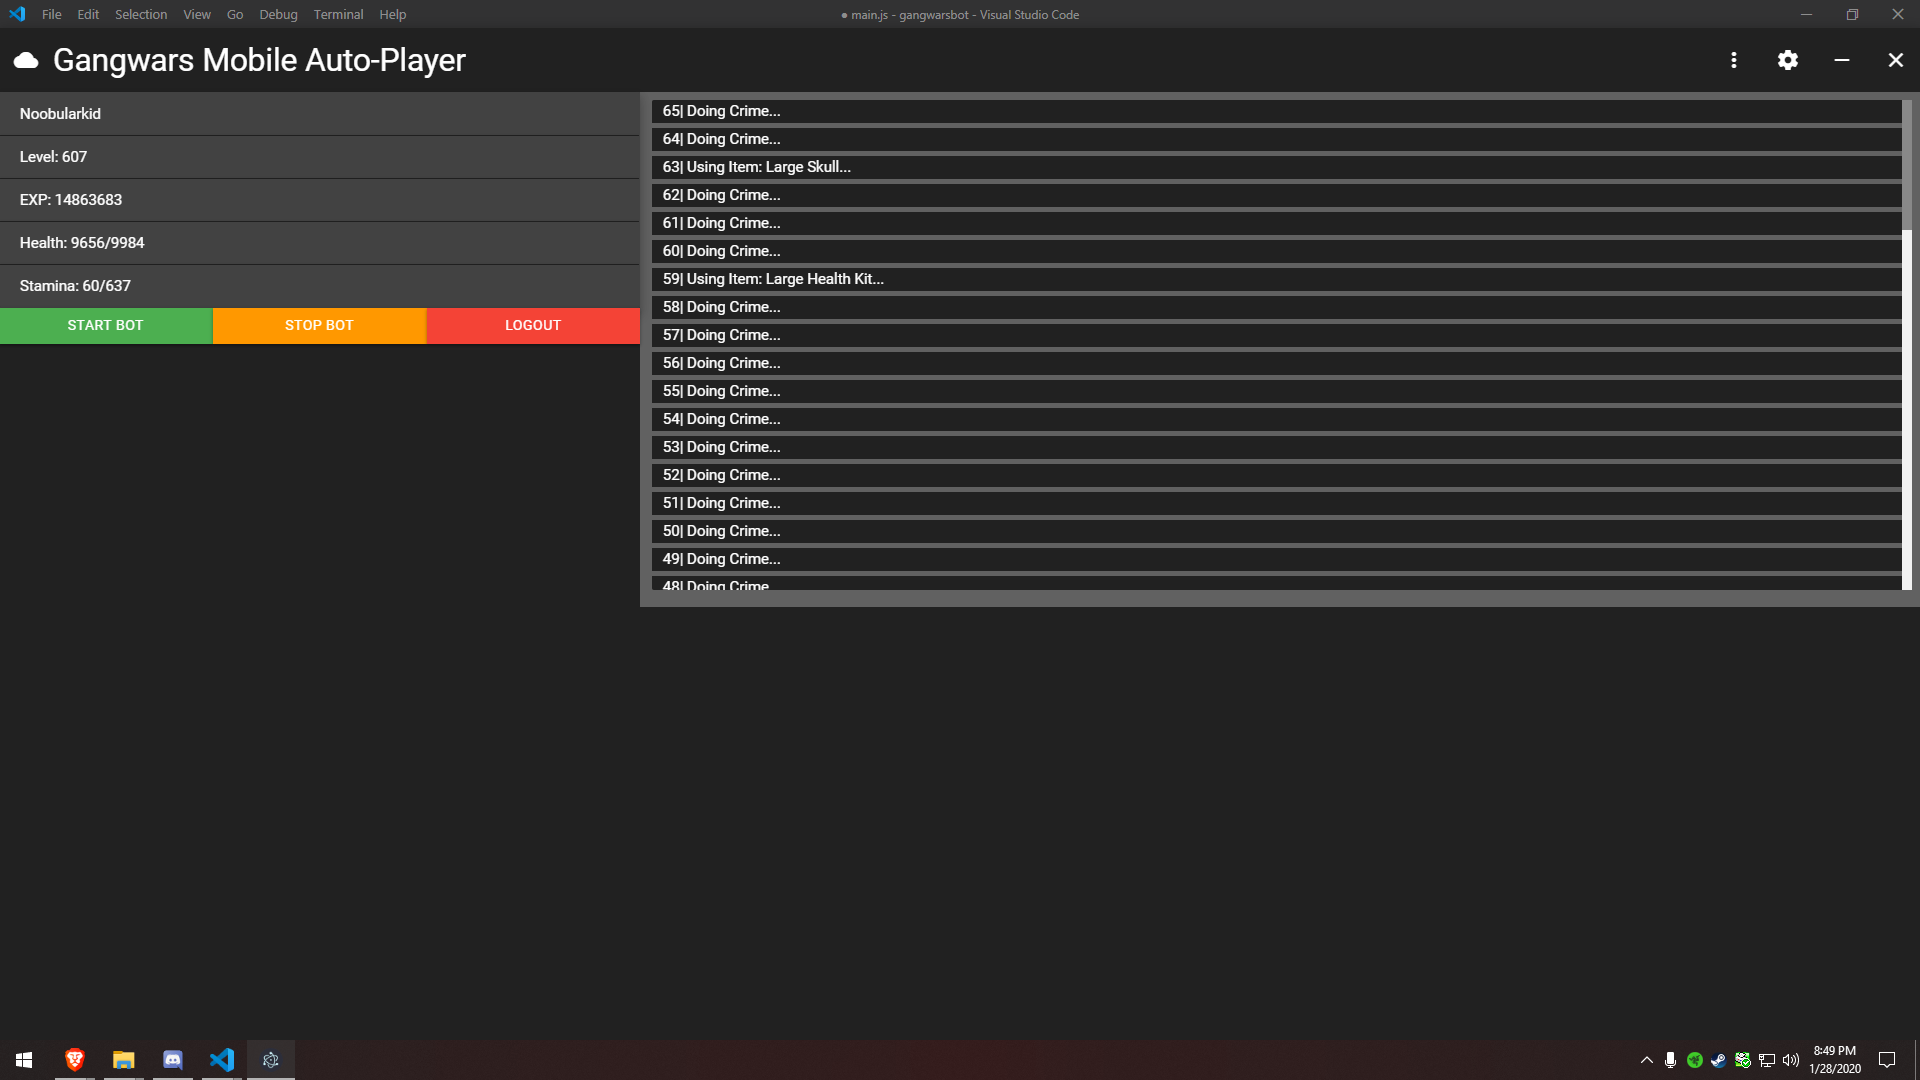 File Edit Selection View Go Debug Terminal Help
● main.js - gangwarsbot - Visual Studio Code
Gangwars Mobile Auto-Player
Noobularkid
Level: 607
EXP: 14863683
Health: 9656/9984
Stamina: 60/637
START BOT STOP BOT LOGOUT
65| Doing Crime...
64| Doing Crime...
63| Using Item: Large Skull...
62| Doing Crime...
61| Doing Crime...
60| Doing Crime...
59| Using Item: Large Health Kit...
58| Doing Crime...
57| Doing Crime...
56| Doing Crime...
55| Doing Crime...
54| Doing Crime...
53| Doing Crime...
52| Doing Crime...
51| Doing Crime...
50| Doing Crime...
49| Doing Crime...
48| Doing Crime...
8:49 PM
1/28/2020